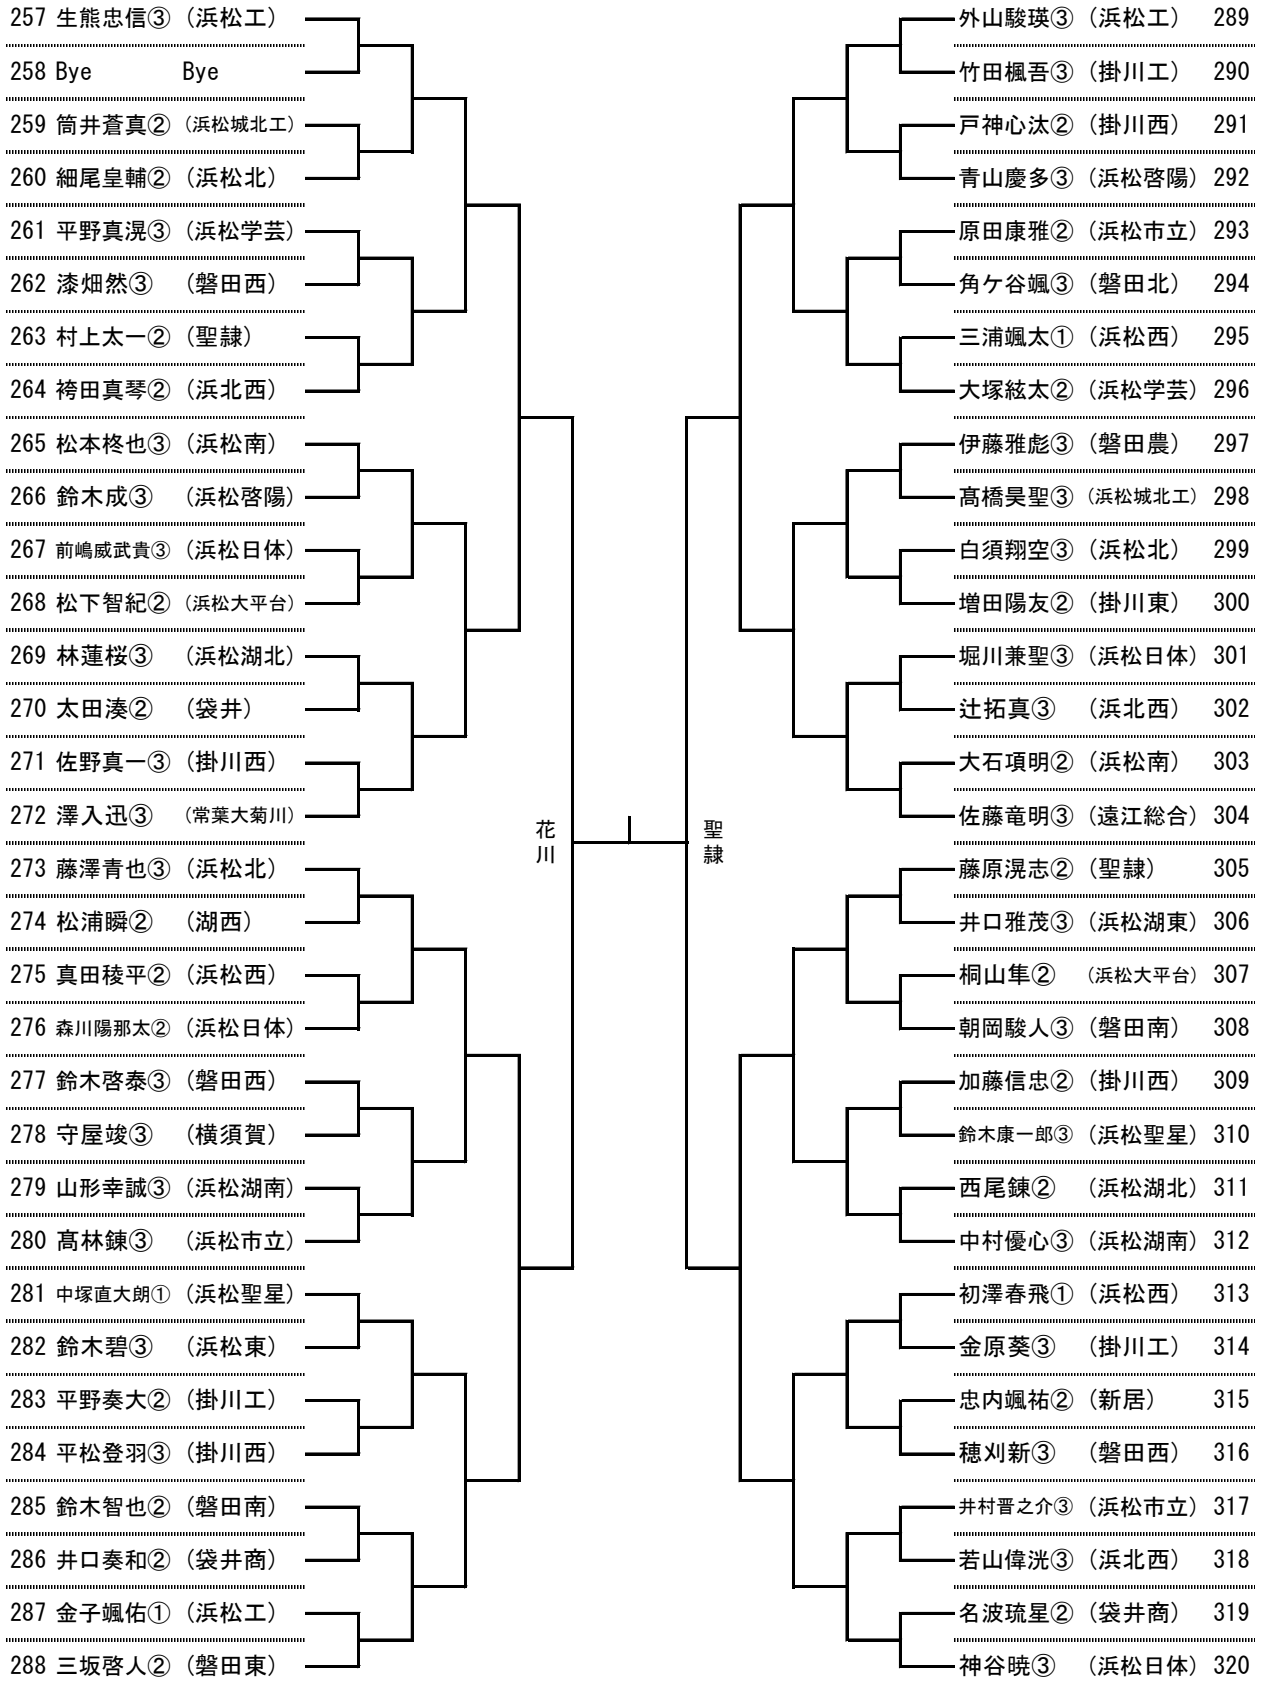 257 生熊忠信③ (浜松工)
258 Bye Bye
259 筒井蒼真② (浜松城北工)
260 細尾皇輔② (浜松北)
261 平野真滉③ (浜松学芸)
262 漆畑然③ (磐田西)
263 村上太一② (聖隷)
264 袴田真琴② (浜北西)
265 松本柊也③ (浜松南)
266 鈴木成③ (浜松啓陽)
267 前嶋威武貴③ (浜松日体)
268 松下智紀② (浜松大平台)
269 林蓮桜③ (浜松湖北)
270 太田湊② (袋井)
271 佐野真一③ (掛川西)
272 澤入迅③ (常葉大菊川)
273 藤澤青也③ (浜松北)
274 松浦瞬② (湖西)
275 真田稜平② (浜松西)
276 森川陽那太② (浜松日体)
277 鈴木啓泰③ (磐田西)
278 守屋竣③ (横須賀)
279 山形幸誠③ (浜松湖南)
280 髙林錬③ (浜松市立)
281 中塚直大朗① (浜松聖星)
282 鈴木碧③ (浜松東)
283 平野奏大② (掛川工)
284 平松登羽③ (掛川西)
285 鈴木智也② (磐田南)
286 井口奏和② (袋井商)
287 金子颯佑① (浜松工)
288 三坂啓人② (磐田東)
花川
聖隷
外山駿瑛③ (浜松工) 289
竹田楓吾③ (掛川工) 290
戸神心汰② (掛川西) 291
青山慶多③ (浜松啓陽) 292
原田康雅② (浜松市立) 293
角ケ谷颯③ (磐田北) 294
三浦颯太① (浜松西) 295
大塚絃太② (浜松学芸) 296
伊藤雅彪③ (磐田農) 297
髙橋昊聖③ (浜松城北工) 298
白須翔空③ (浜松北) 299
増田陽友② (掛川東) 300
堀川兼聖③ (浜松日体) 301
辻拓真③ (浜北西) 302
大石項明② (浜松南) 303
佐藤竜明③ (遠江総合) 304
藤原滉志② (聖隷) 305
井口雅茂③ (浜松湖東) 306
桐山隼② (浜松大平台) 307
朝岡駿人③ (磐田南) 308
加藤信忠② (掛川西) 309
鈴木康一郎③ (浜松聖星) 310
西尾錬② (浜松湖北) 311
中村優心③ (浜松湖南) 312
初澤春飛① (浜松西) 313
金原葵③ (掛川工) 314
忠内颯祐② (新居) 315
穂刈新③ (磐田西) 316
井村晋之介③ (浜松市立) 317
若山偉洸③ (浜北西) 318
名波琉星② (袋井商) 319
神谷暁③ (浜松日体) 320